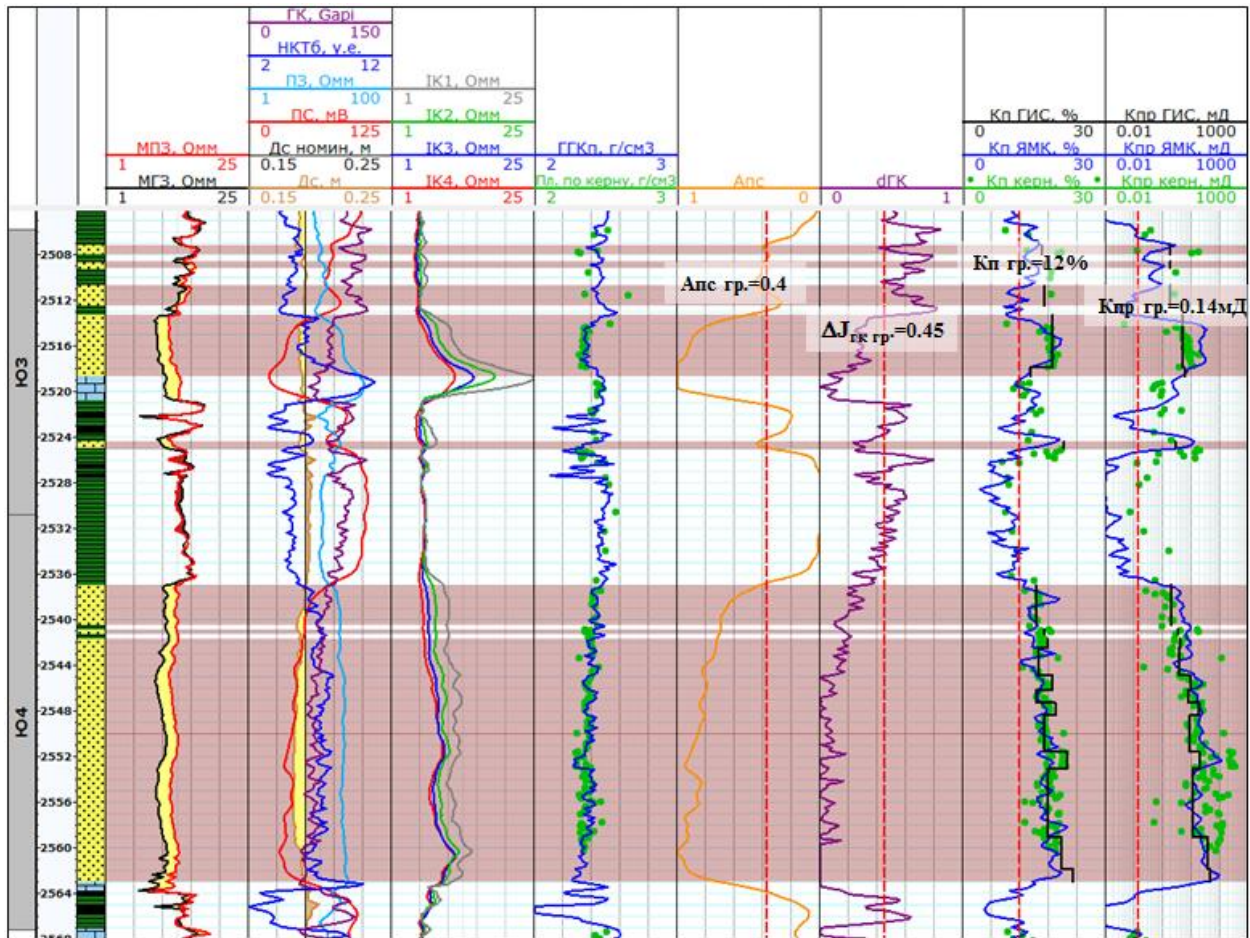 ГК, Gapi
0 150
НКТб, у.е.
2 12
ПЗ, Омм IК1, Омм
1 100 1 25
ПС, мВ IК2, Омм Кп ГИС, % Кпр ГИС, мД
0 125 1 25 0 30 0.01 1000
МПЗ, Омм Дс номин, м IК3, Омм ГГКп, г/см3 Кп ЯМК, % Кпр ЯМК, мД
1 25 0.15 0.25 1 25 2 3 0 30 0.01 1000
МГЗ, Омм Дс, м IК4, Омм Пл. по керну, г/см3 Апс dГК Кп керн, % Кпр керн, мД
1 25 0.15 0.25 1 25 2 3 1 0 0 1 0 30 0.01 1000
2508
Кп гр.=12%
Апс гр.=0.4
2512
Кпр гр.=0.14мД
ΔJГК гр.=0.45
2516
ЮЗ
2520
2524
2528
2532
2536
2540
2544
2548
Ю4
2552
2556
2560
2564